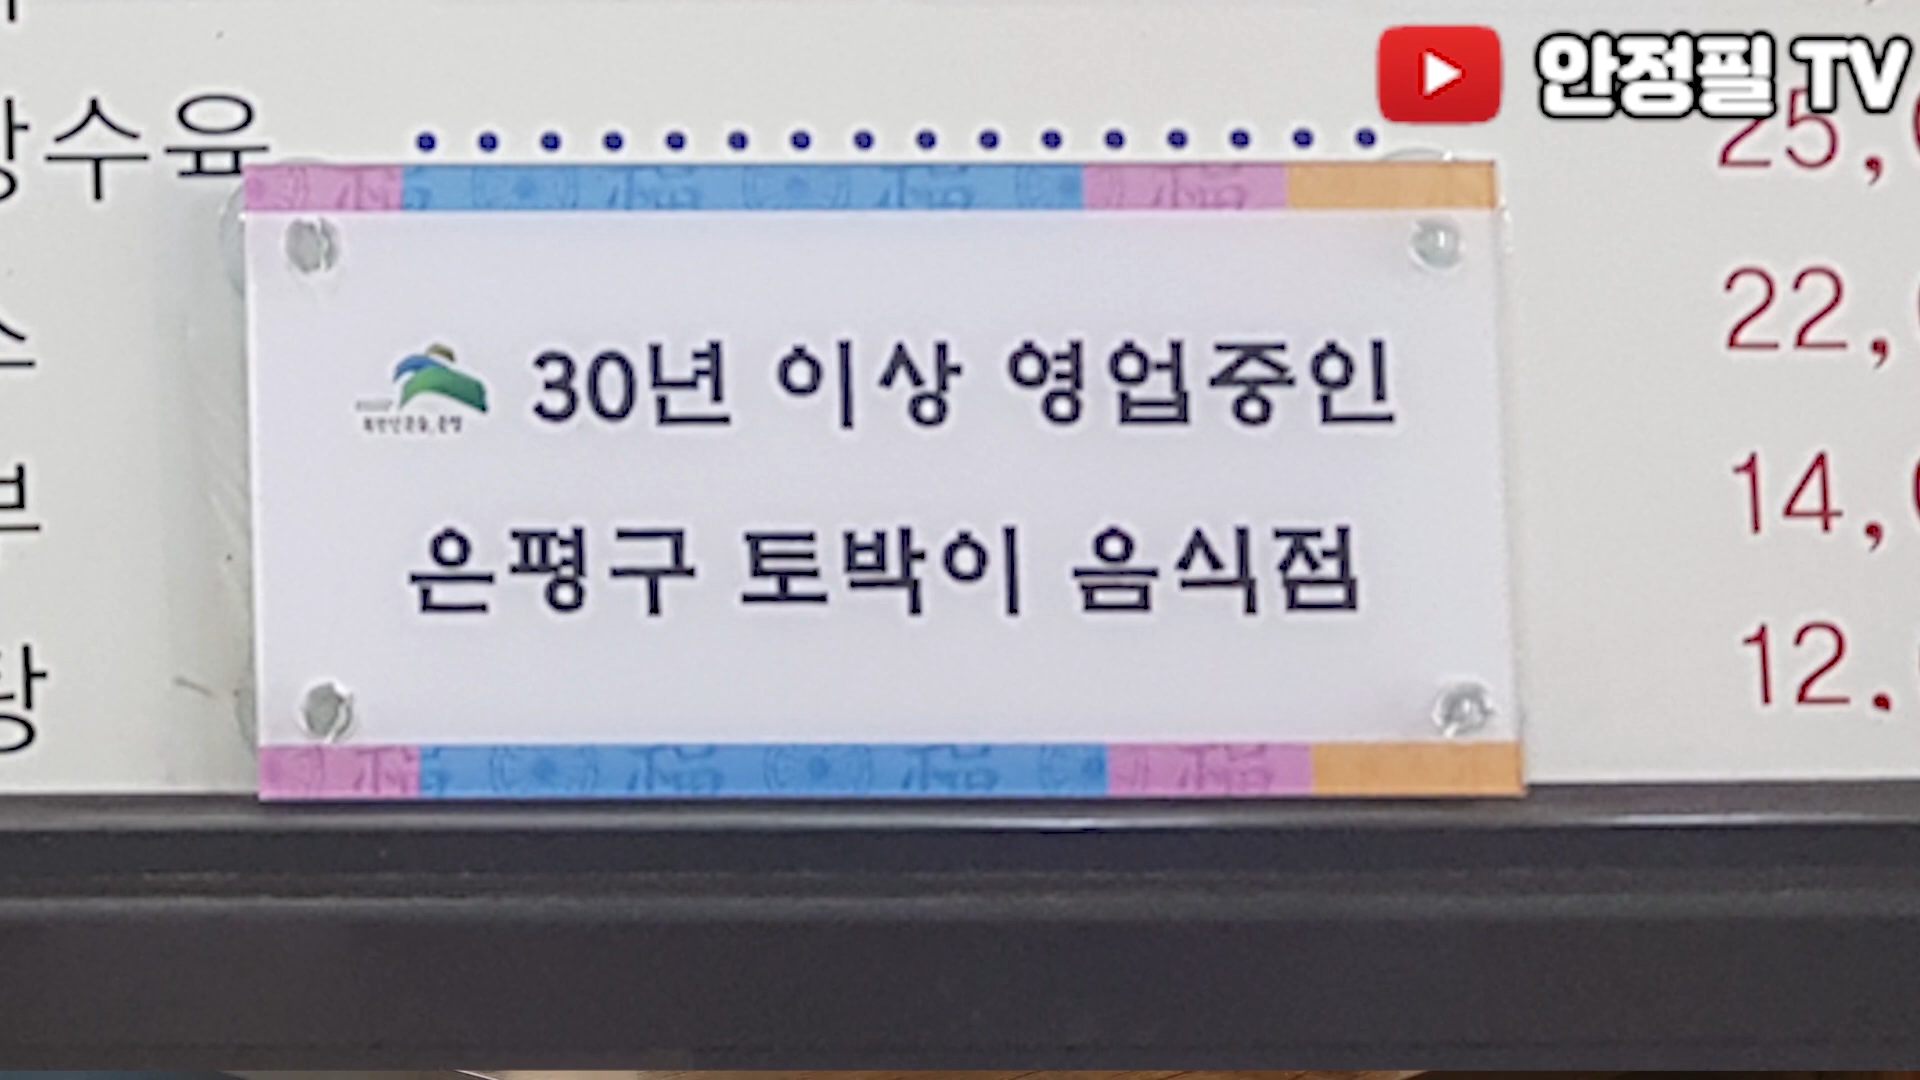 안정필 TV
수육
25,
30년 이상 영업중인
22,
은평구 토박이 음식점
14,
12,